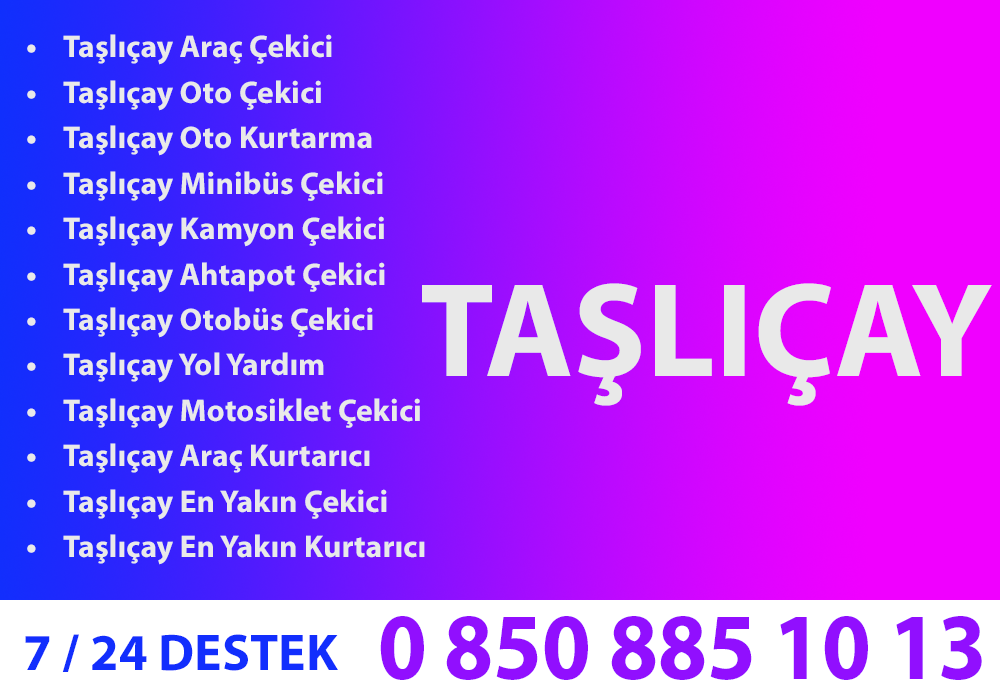 • Taşlıçay Araç Çekici
• Taşlıçay Oto Çekici
• Taşlıçay Oto Kurtarma
• Taşlıçay Minibüs Çekici
• Taşlıçay Kamyon Çekici
• Taşlıçay Ahtapot Çekici
• Taşlıçay Otobüs Çekici
• Taşlıçay Yol Yardım
• Taşlıçay Motosiklet Çekici
• Taşlıçay Araç Kurtarıcı
• Taşlıçay En Yakın Çekici
• Taşlıçay En Yakın Kurtarıcı
TAŞLIÇAY
7 / 24 DESTEK 0 850 885 10 13